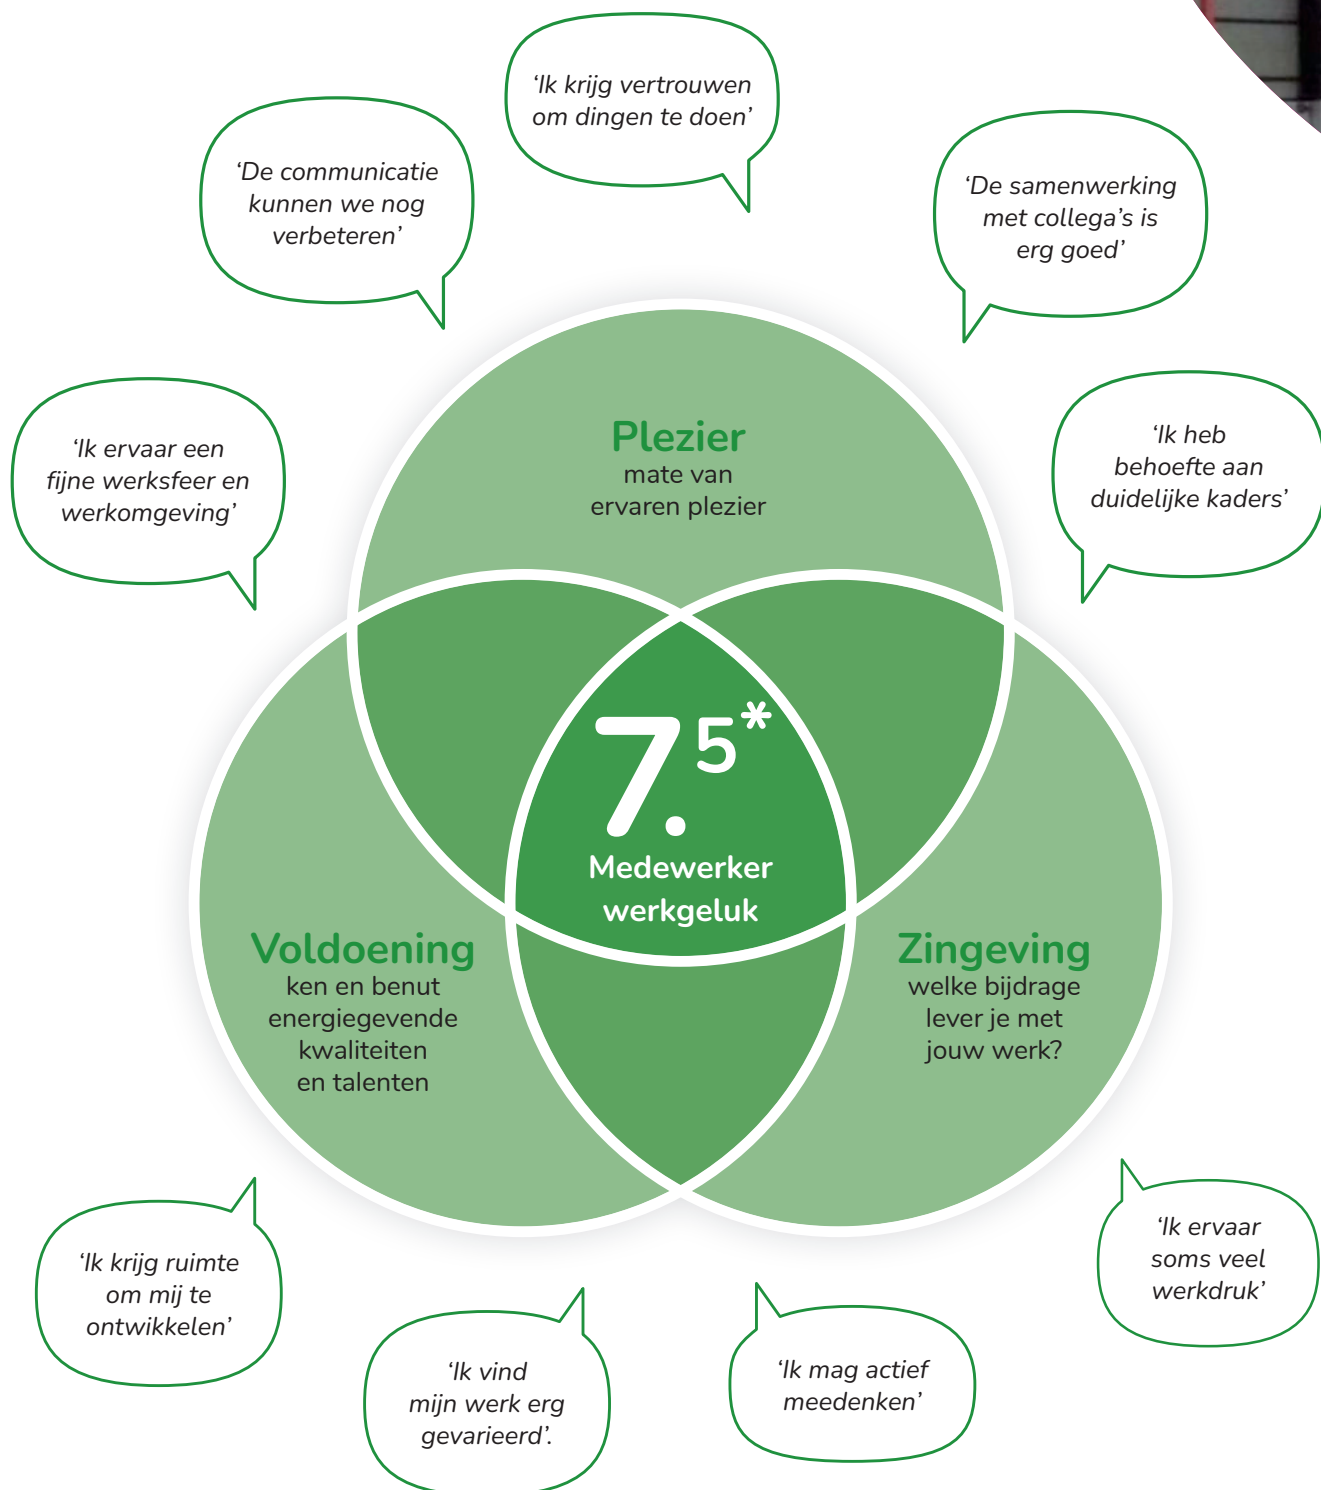 ‘Ik krijg vertrouwen
om dingen te doen’
‘De communicatie
kunnen we nog
verbeteren’
‘De samenwerking
met collega’s is
erg goed’
‘Ik ervaar een
fijne werksfeer en
werkomgeving’
‘Ik heb
behoefte aan
duidelijke kaders’
Plezier
mate van
ervaren plezier
7.5*
Medewerker
werkgeluk
Voldoening
ken en benut
energiegevende
kwaliteiten
en talenten
Zingeving
welke bijdrage
lever je met
jouw werk?
‘Ik krijg ruimte
om mij te
ontwikkelen’
‘Ik vind
mijn werk erg
gevarieerd’.
‘Ik mag actief
meedenken’
‘Ik ervaar
soms veel
werkdruk’